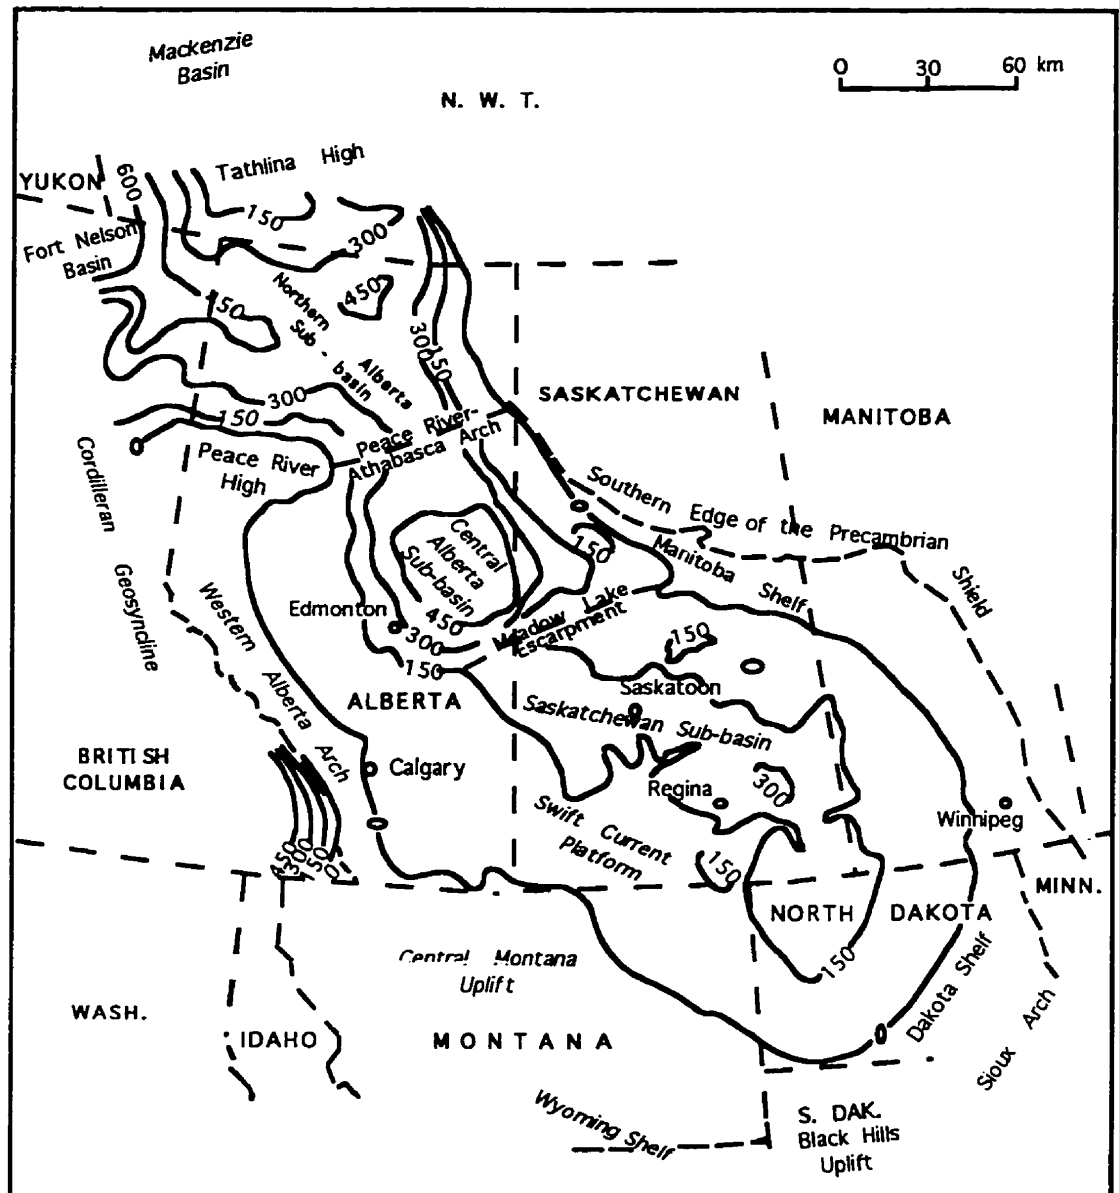 Mackenzie
Basin
N. W. T.
0 30 60 km
YUKON
600
Tathlina High
150
300
Fort Nelson
Basin
450
150
Northern
Sub-
basin
Alberta
300
150
SASKATCHEWAN
MANITOBA
300
150
Peace River-
Athabasca Arch
Peace River
High
Cordilleran
Geosyncline
Southern Edge of the Precambrian
Shield
Central
Alberta
Sub-basin
150
Manitoba
Shelf
Edmonton
450
300
150
Meadow Lake
Escarpment
150
Western
Alberta
Arch
ALBERTA
Saskatoon
Saskatchewan Sub-basin
BRITISH
COLUMBIA
Calgary
Regina
300
Winnipeg
Swift Current
Platform
450
300
150
0
150
MINN.
NORTH DAKOTA
150
Central Montana
Uplift
Dakota Shelf
WASH.
IDAHO
MONTANA
Sioux Arch
Wyoming Shelf
S. DAK.
Black Hills
Uplift